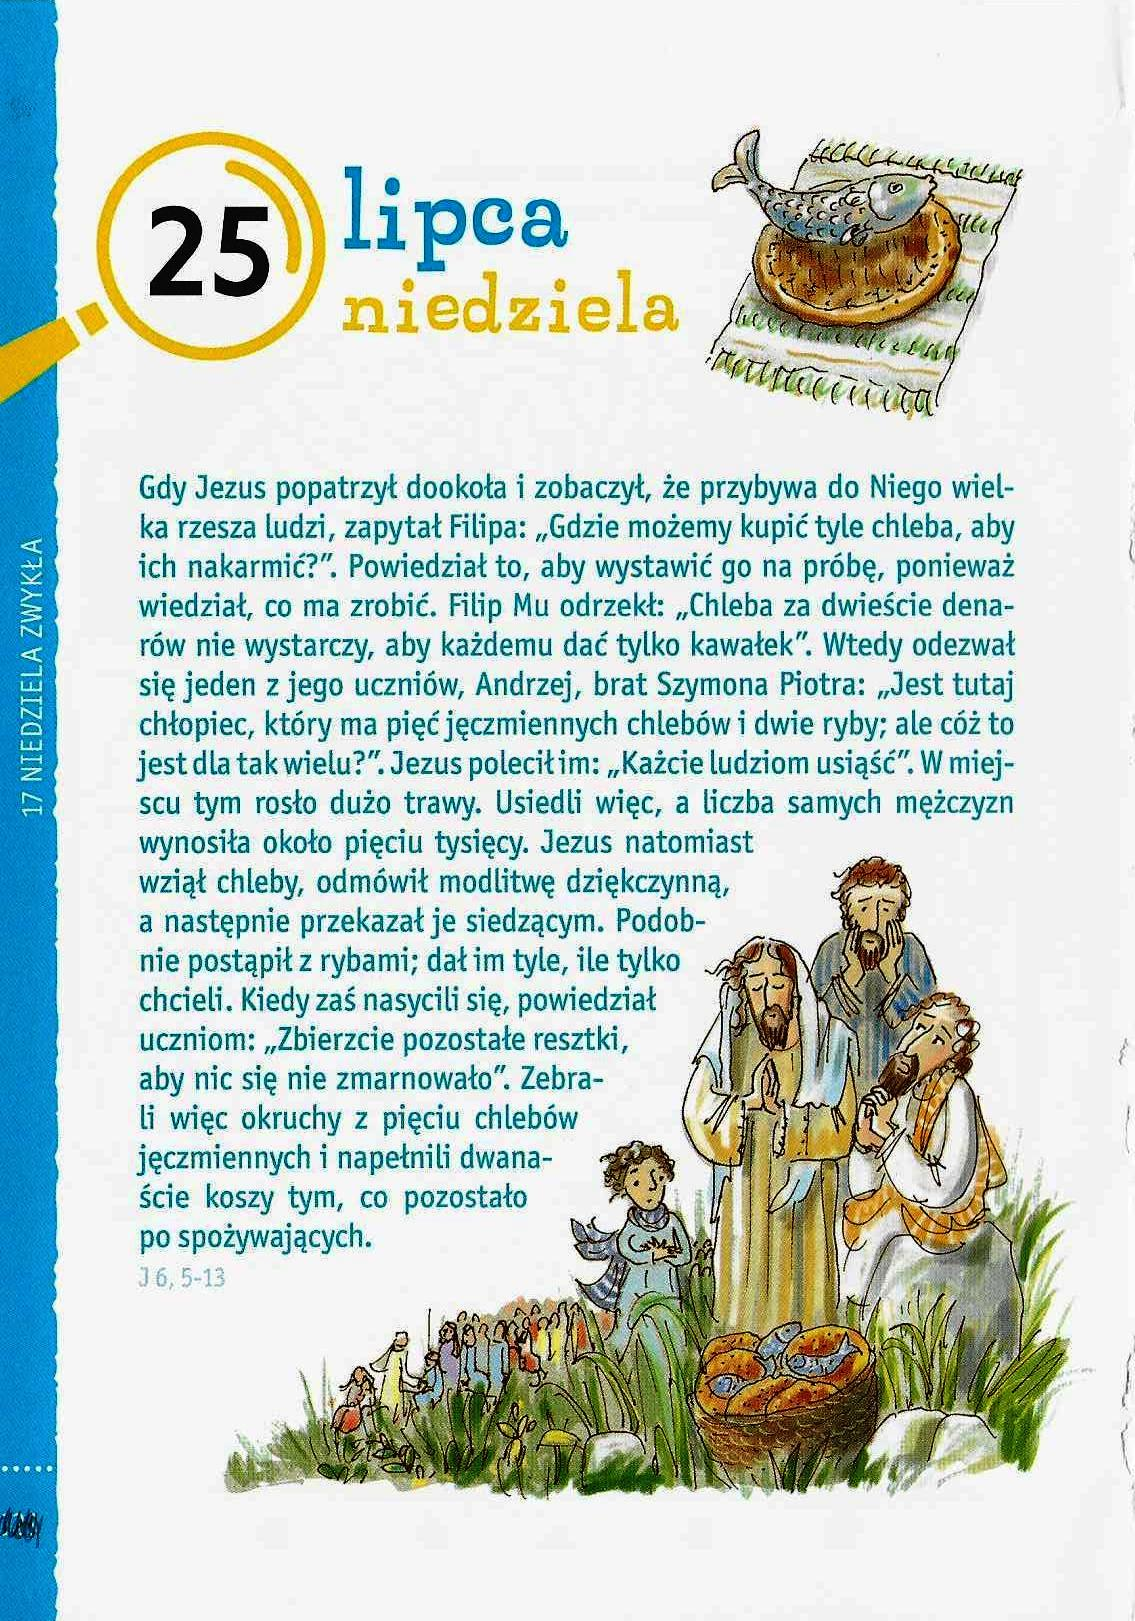 25
lipca
niedziela
Gdy Jezus popatrzył dookoła i zobaczył, że przybywa do Niego wiel-
ka rzesza ludzi, zapytał Filipa: „Gdzie możemy kupić tyle chleba, aby
ich nakarmić?”. Powiedział to, aby wystawić go na próbę, ponieważ
wiedział, co ma zrobić. Filip Mu odrzekł: „Chleba za dwieście dena-
rów nie wystarczy, aby każdemu dać tylko kawałek”. Wtedy odezwał
się jeden z jego uczniów, Andrzej, brat Szymona Piotra: „Jest tutaj
chłopiec, który ma pięć jęczmiennych chlebów i dwie ryby; ale cóż to
jest dla tak wielu?”. Jezus polecił im: „Każcie ludziom usiąść”. W miej-
scu tym rosło dużo trawy. Usiedli więc, a liczba samych mężczyzn
wynosiła około pięciu tysięcy. Jezus natomiast
wziął chleby, odmówił modlitwę dziękczynną,
a następnie przekazał je siedzącym. Podob-
nie postąpił z rybami; dał im tyle, ile tylko
chcieli. Kiedy zaś nasycili się, powiedział
uczniom: „Zbierzcie pozostałe resztki,
aby nic się nie zmarnowało”. Zebra-
li więc okruchy z pięciu chlebów
jęczmiennych i napełnili dwana-
ście koszy tym, co pozostało
po spożywających.
J 6, 5-13
17 NIEDZIELA ZWYKŁA